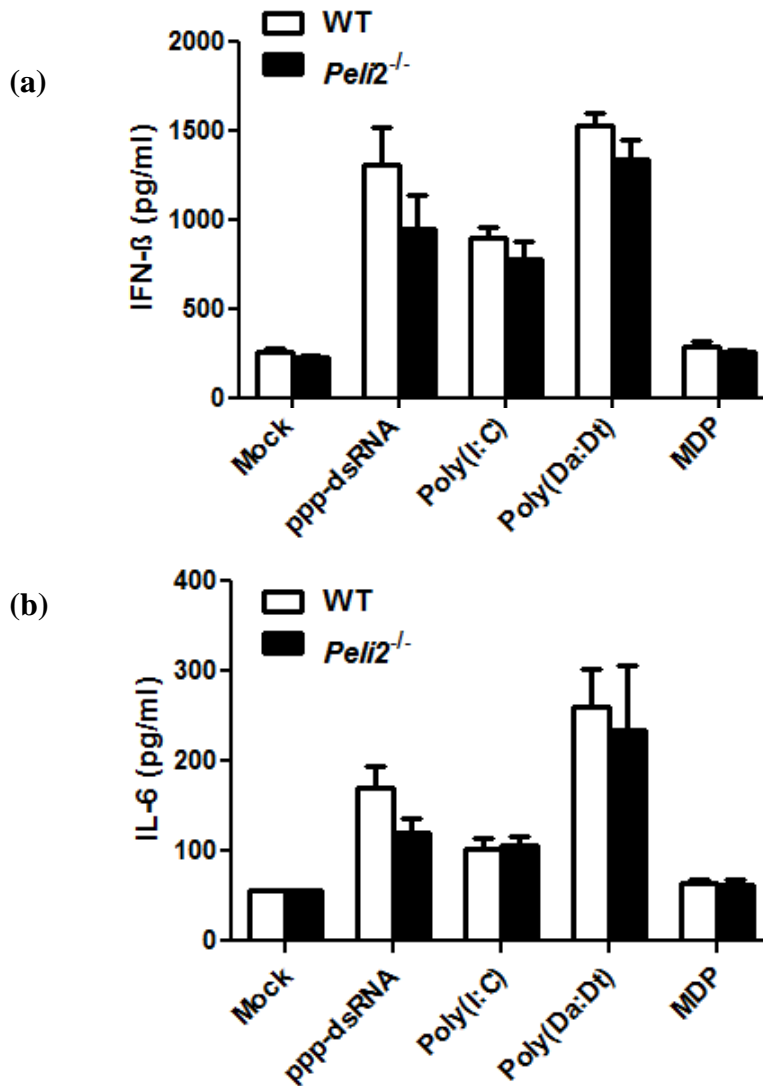 (a)
WT
Peli2-/-
IFN-ß (pg/ml)
2000
1500
1000
500
0
Mock
ppp-dsRNA
Poly(I:C)
Poly(Da:Dt)
MDP
(b)
WT
Peli2-/-
IL-6 (pg/ml)
400
300
200
100
0
Mock
ppp-dsRNA
Poly(I:C)
Poly(Da:Dt)
MDP